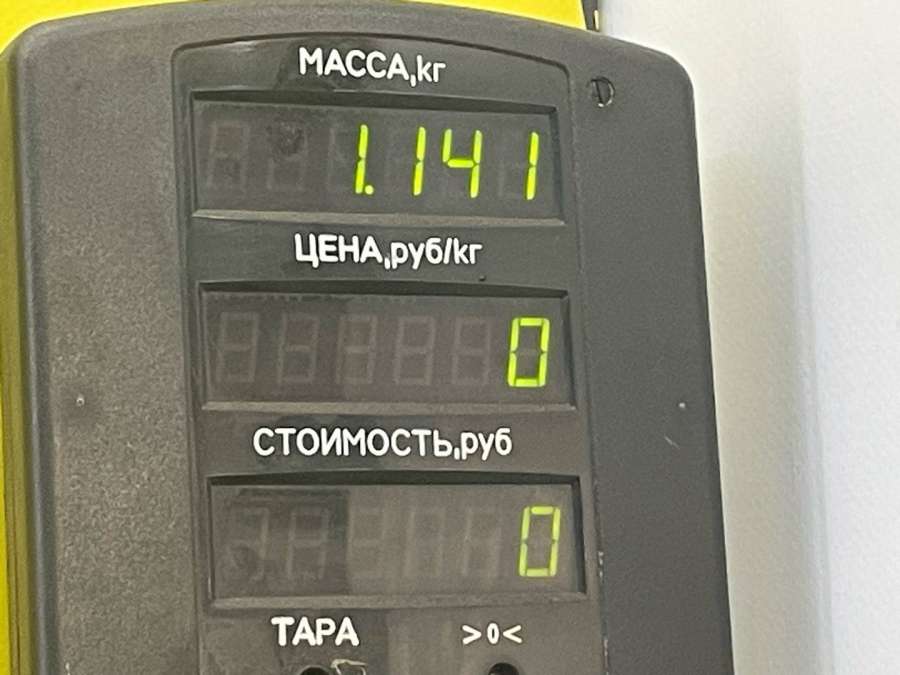 МАССА,кг
1.141
ЦЕНА,руб/кг
0
СТОИМОСТЬ,руб
0
ТАРА >0<